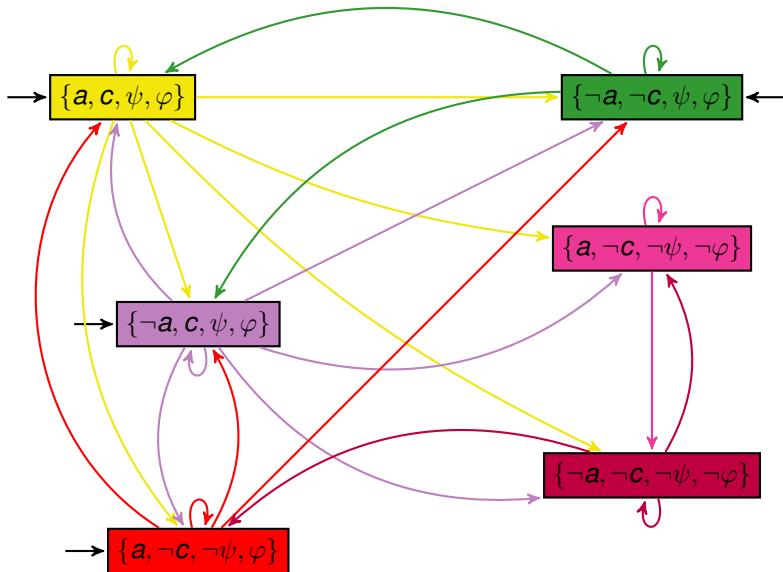 {a, c, ψ, φ}
{¬a, ¬c, ψ, φ}
{a, ¬c, ¬ψ, ¬φ}
{¬a, c, ψ, φ}
{¬a, ¬c, ¬ψ, ¬φ}
{a, ¬c, ¬ψ, φ}